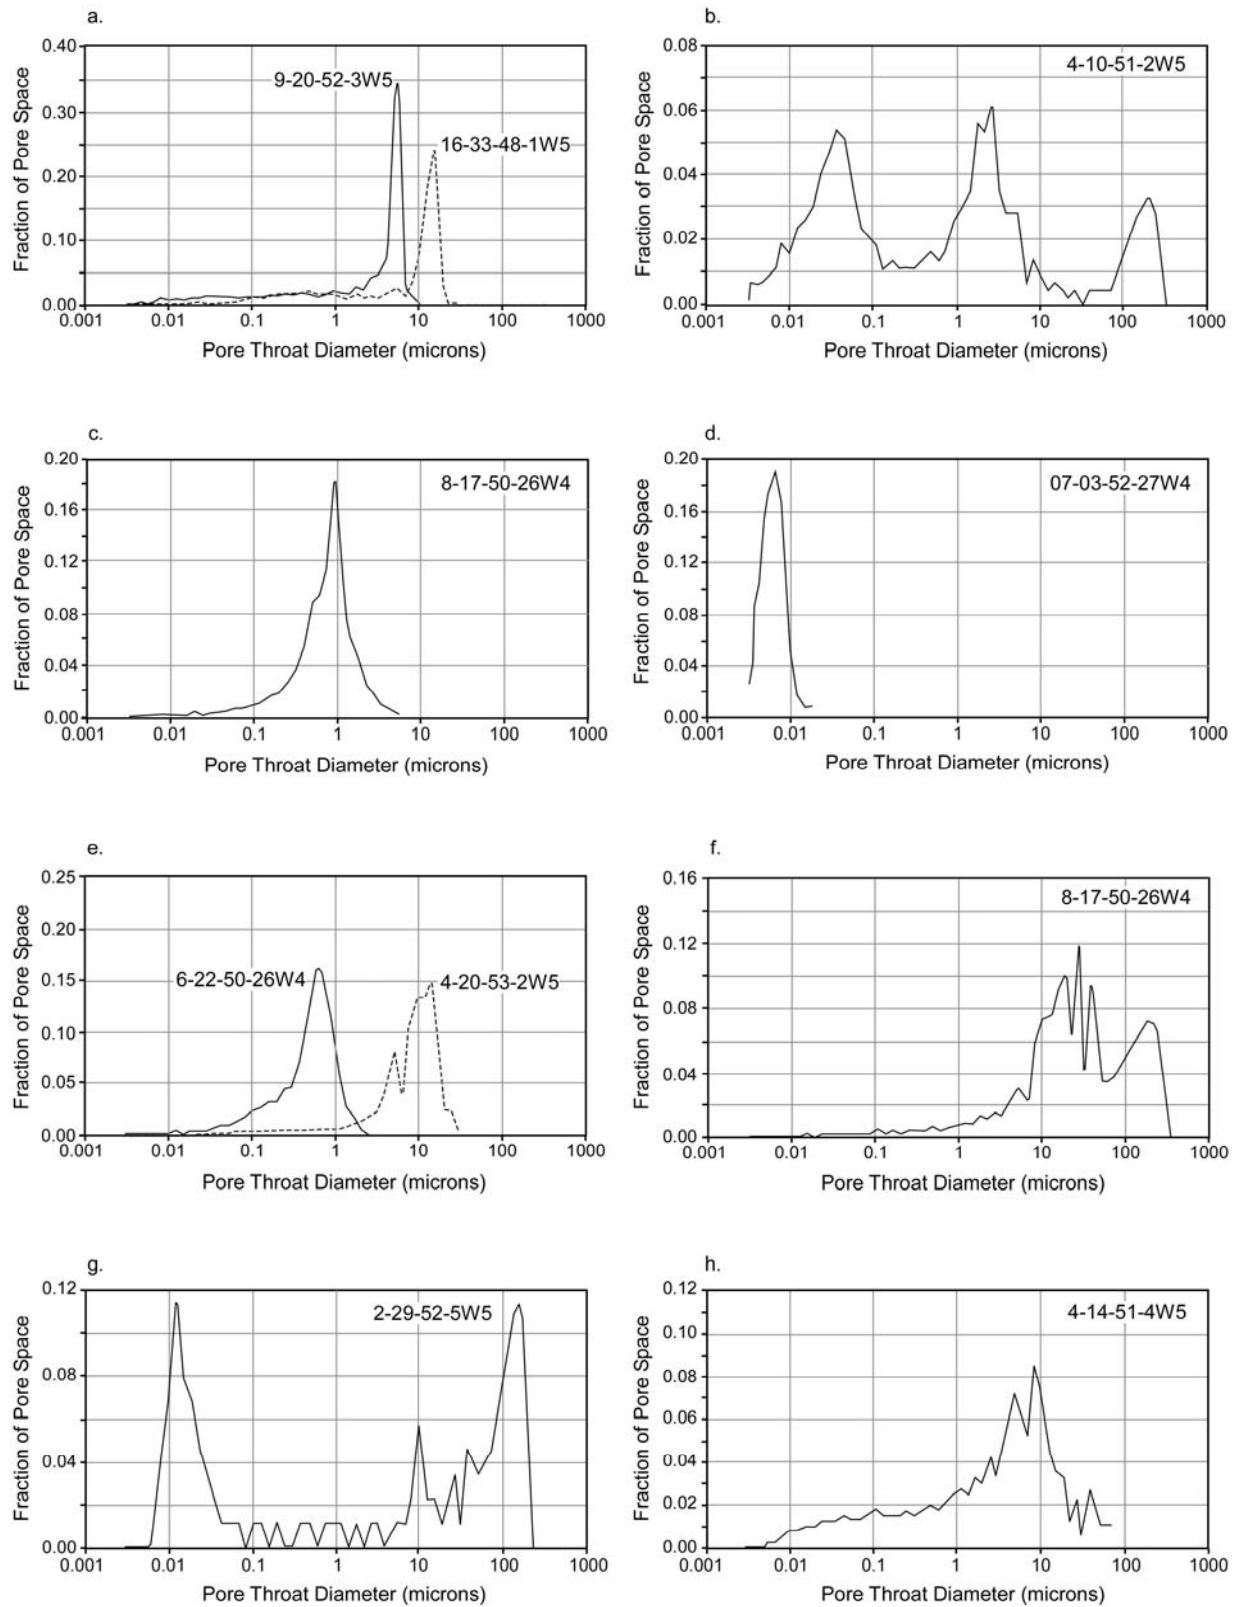 a.
0.40
0.30
0.20
0.10
0.00
Fraction of Pore Space
9-20-52-3W5
16-33-48-1W5
0.001 0.01 0.1 1 10 100 1000
Pore Throat Diameter (microns)
b.
0.08
0.06
0.04
0.02
0.00
Fraction of Pore Space
4-10-51-2W5
0.001 0.01 0.1 1 10 100 1000
Pore Throat Diameter (microns)
c.
0.20
0.16
0.12
0.08
0.04
0.00
Fraction of Pore Space
8-17-50-26W4
0.001 0.01 0.1 1 10 100 1000
Pore Throat Diameter (microns)
d.
0.20
0.16
0.12
0.08
0.04
0.00
Fraction of Pore Space
07-03-52-27W4
0.001 0.01 0.1 1 10 100 1000
Pore Throat Diameter (microns)
e.
0.25
0.20
0.15
0.10
0.05
0.00
Fraction of Pore Space
6-22-50-26W4
4-20-53-2W5
0.001 0.01 0.1 1 10 100 1000
Pore Throat Diameter (microns)
f.
0.16
0.12
0.08
0.04
0.00
Fraction of Pore Space
8-17-50-26W4
0.001 0.01 0.1 1 10 100 1000
Pore Throat Diameter (microns)
g.
0.12
0.08
0.04
0.00
Fraction of Pore Space
2-29-52-5W5
0.001 0.01 0.1 1 10 100 1000
Pore Throat Diameter (microns)
h.
0.12
0.10
0.08
0.06
0.04
0.02
0.00
Fraction of Pore Space
4-14-51-4W5
0.001 0.01 0.1 1 10 100 1000
Pore Throat Diameter (microns)